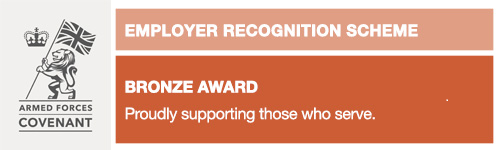 ARMED FORCES
COVENANT
EMPLOYER RECOGNITION SCHEME
BRONZE AWARD
Proudly supporting those who serve.